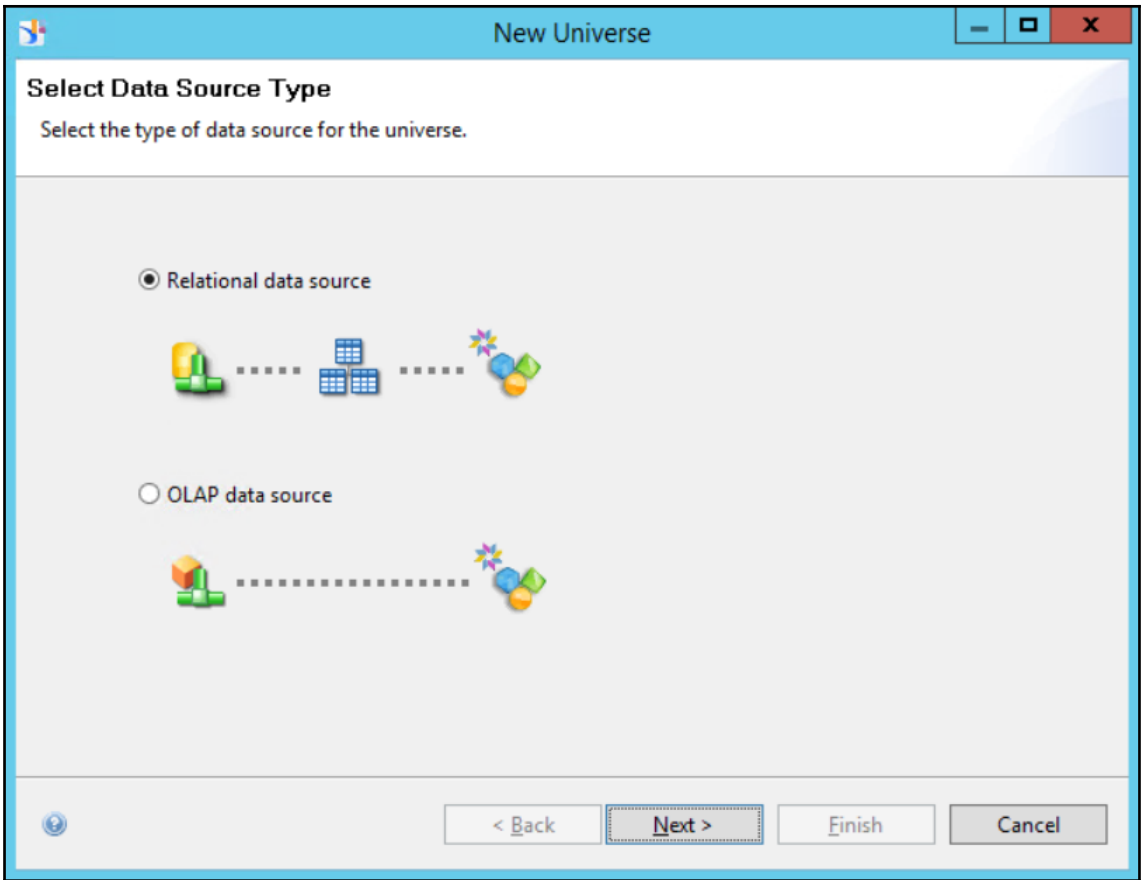 New Universe
Select Data Source Type
Select the type of data source for the universe.
Relational data source
OLAP data source
< Back
Next >
Finish
Cancel